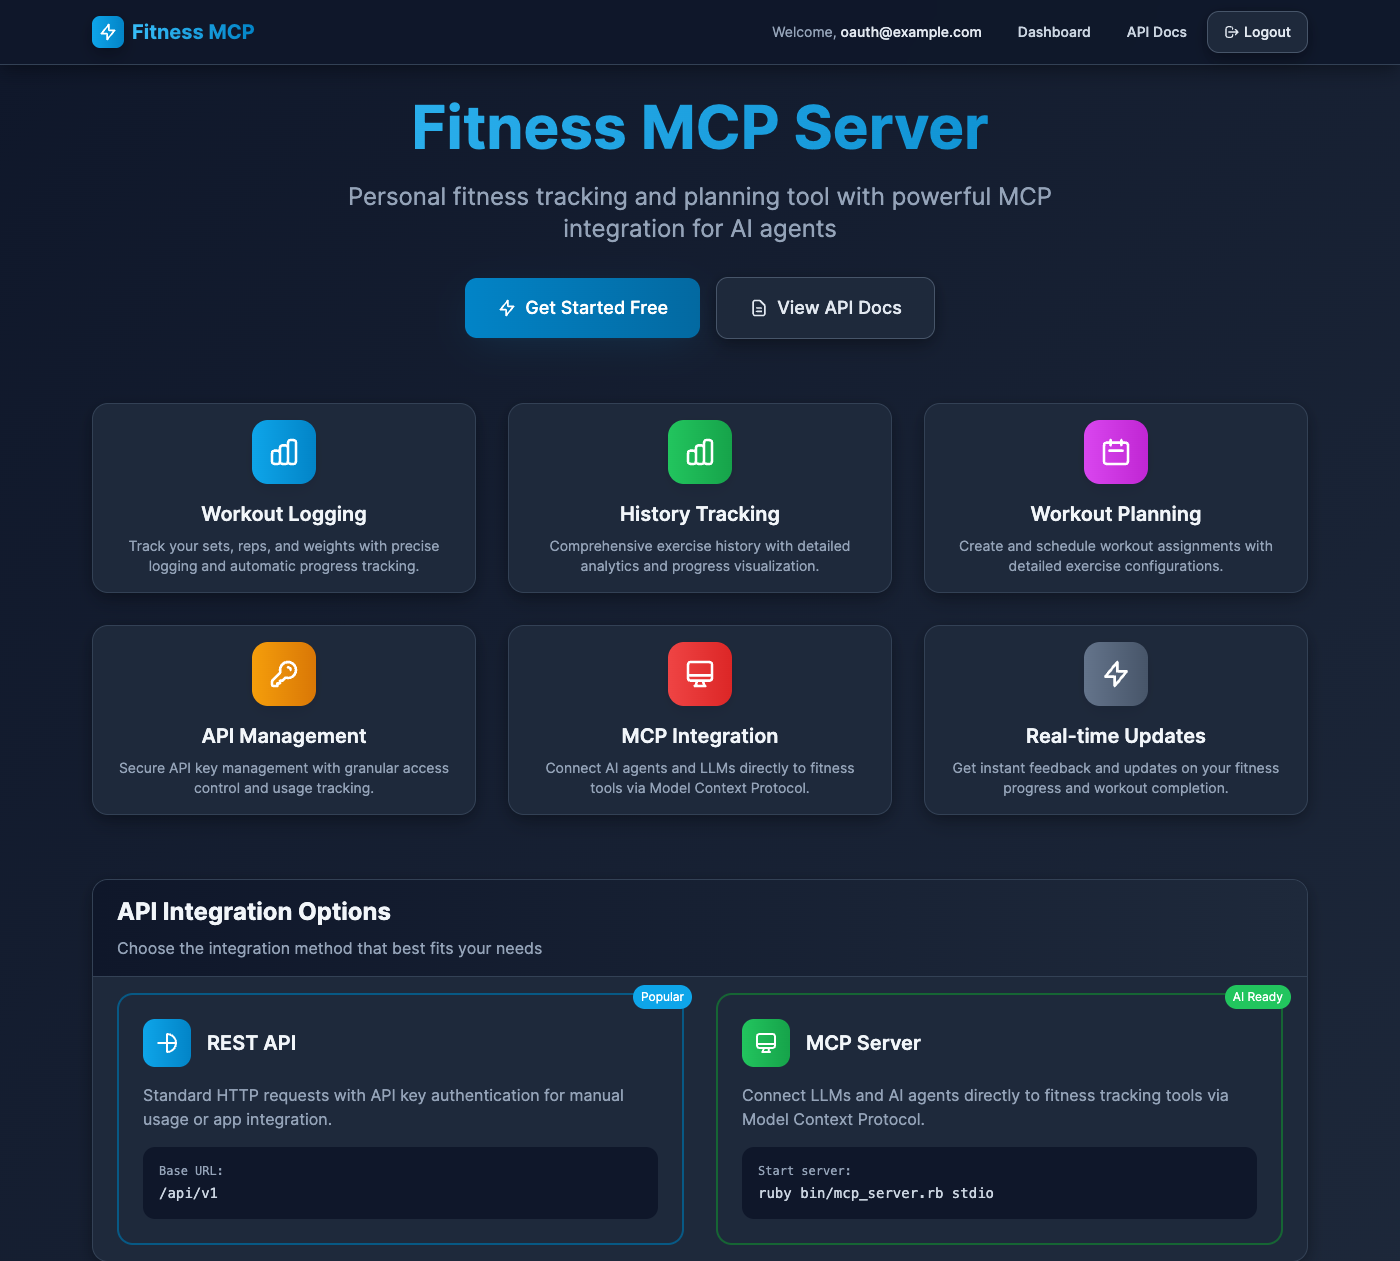 Fitness MCP
Welcome, oauth@example.com
Dashboard
API Docs
Logout
Fitness MCP Server
Personal fitness tracking and planning tool with powerful MCP
integration for AI agents
Get Started Free
View API Docs
Workout Logging
Track your sets, reps, and weights with precise
logging and automatic progress tracking.
History Tracking
Comprehensive exercise history with detailed
analytics and progress visualization.
Workout Planning
Create and schedule workout assignments with
detailed exercise configurations.
API Management
Secure API key management with granular access
control and usage tracking.
MCP Integration
Connect AI agents and LLMs directly to fitness
tools via Model Context Protocol.
Real-time Updates
Get instant feedback and updates on your fitness
progress and workout completion.
API Integration Options
Choose the integration method that best fits your needs
Popular
REST API
Standard HTTP requests with API key authentication for manual
usage or app integration.
Base URL:
/api/v1
AI Ready
MCP Server
Connect LLMs and AI agents directly to fitness tracking tools via
Model Context Protocol.
Start server:
ruby bin/mcp_server.rb stdio